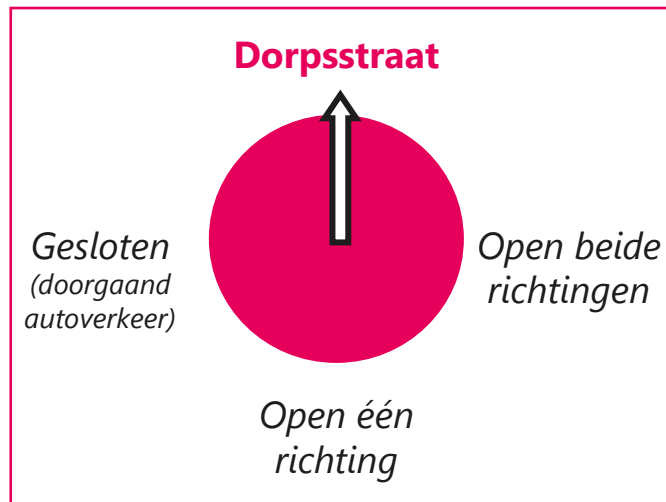 Dorpsstraat
Gesloten
(doorgaand
autoverkeer)
Open beide
richtingen
Open één
richting